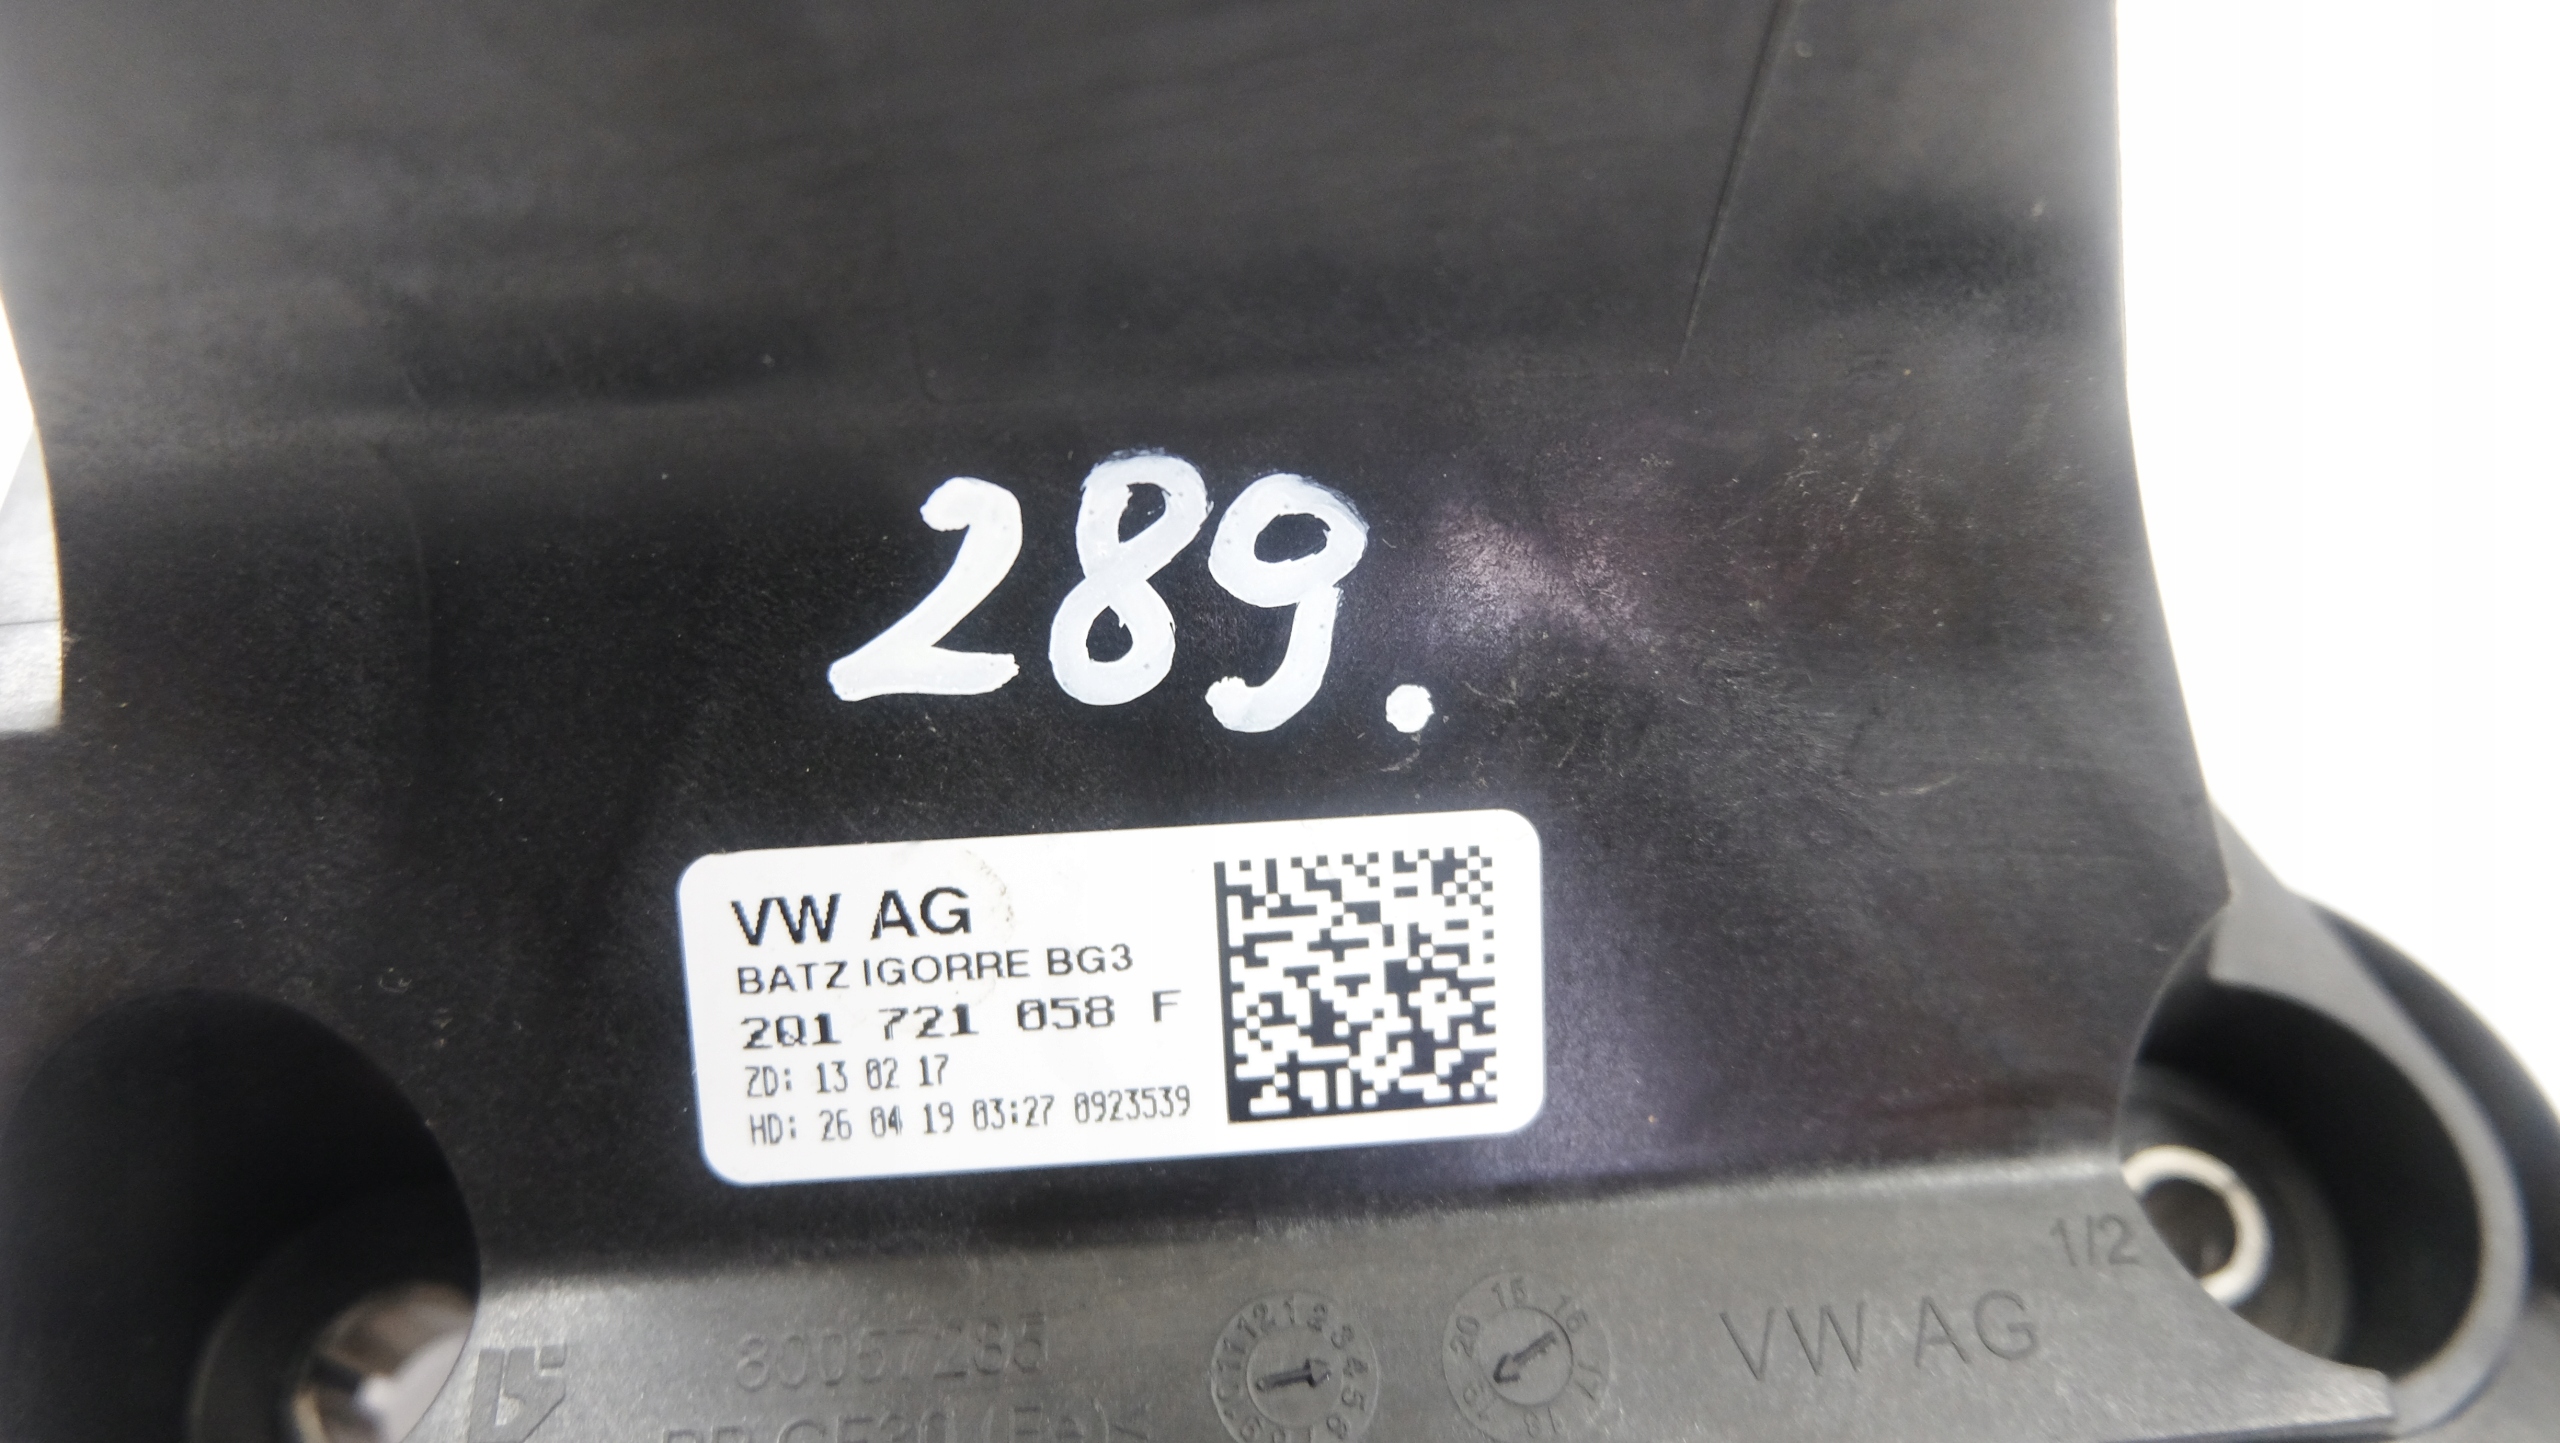 289.
VW AG
BATZ IGORRE BG3
2Q1 721 058 F
ZD: 13 02 17
HD: 26 04 19 03:27 0923539
1/2
VW AG